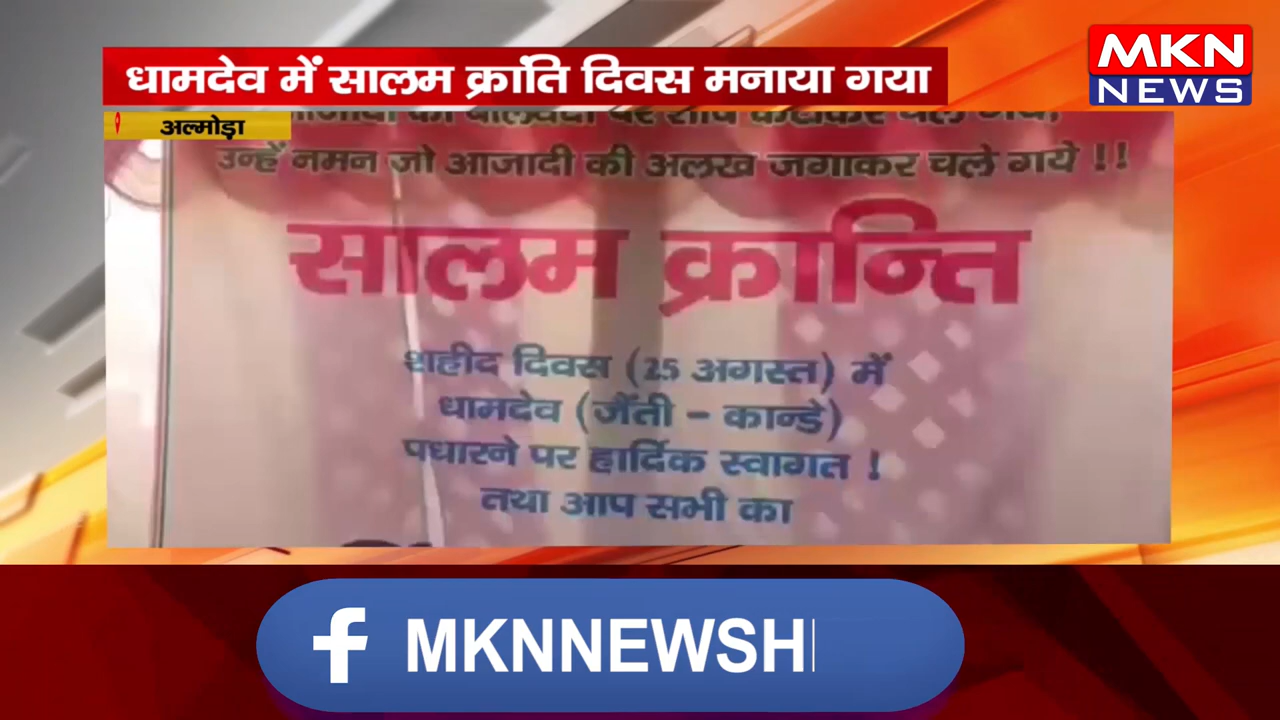 धामदेव में सालम क्रांति दिवस मनाया गया
MKN
NEWS
अल्मोड़ा
उन्हें नमन जो आजादी की अलख जगाकर चले गये !!
सालम क्रान्ति
शहीद दिवस (25 अगस्त) में
धामदेव (जैंती - कान्डे)
पधारने पर हार्दिक स्वागत !
तथा आप सभी का
MKNNEWSH